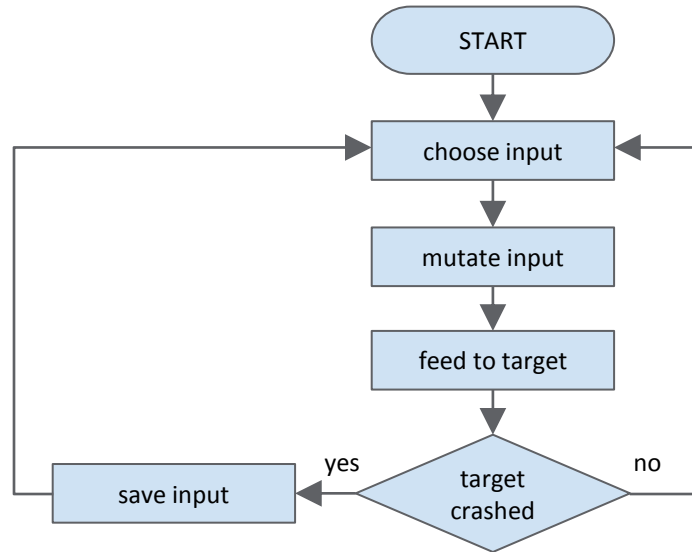 START
choose input
mutate input
feed to target
yes
no
save input
target
crashed